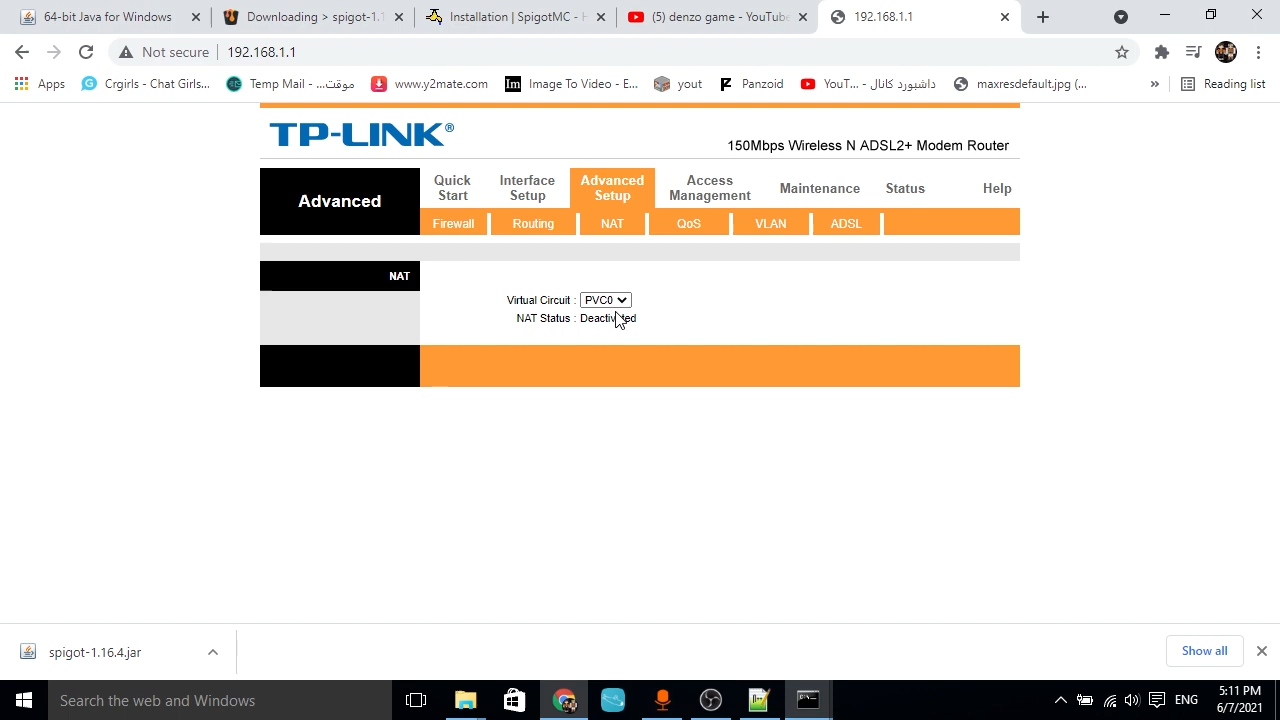 64-bit Java for Windows
Downloading > spigot-1.1
Installation | SpigotMC - H
(5) denzo game - YouTube
192.168.1.1
Not secure
192.168.1.1
Apps
Crgirls - Chat Girls...
Temp Mail - ...موقت
www.y2mate.com
Image To Video - E...
yout
Panzoid
YouT... - داشبورد کانال
maxresdefault.jpg (...
»
Reading list
TP-LINK®
150Mbps Wireless N ADSL2+ Modem Router
Advanced
Quick Start
Interface Setup
Advanced Setup
Access Management
Maintenance
Status
Help
Firewall
Routing
NAT
QoS
VLAN
ADSL
NAT
Virtual Circuit : PVC0
NAT Status : Deactivated
spigot-1.16.4.jar
Show all
Search the web and Windows
ENG
5:11 PM
6/7/2021